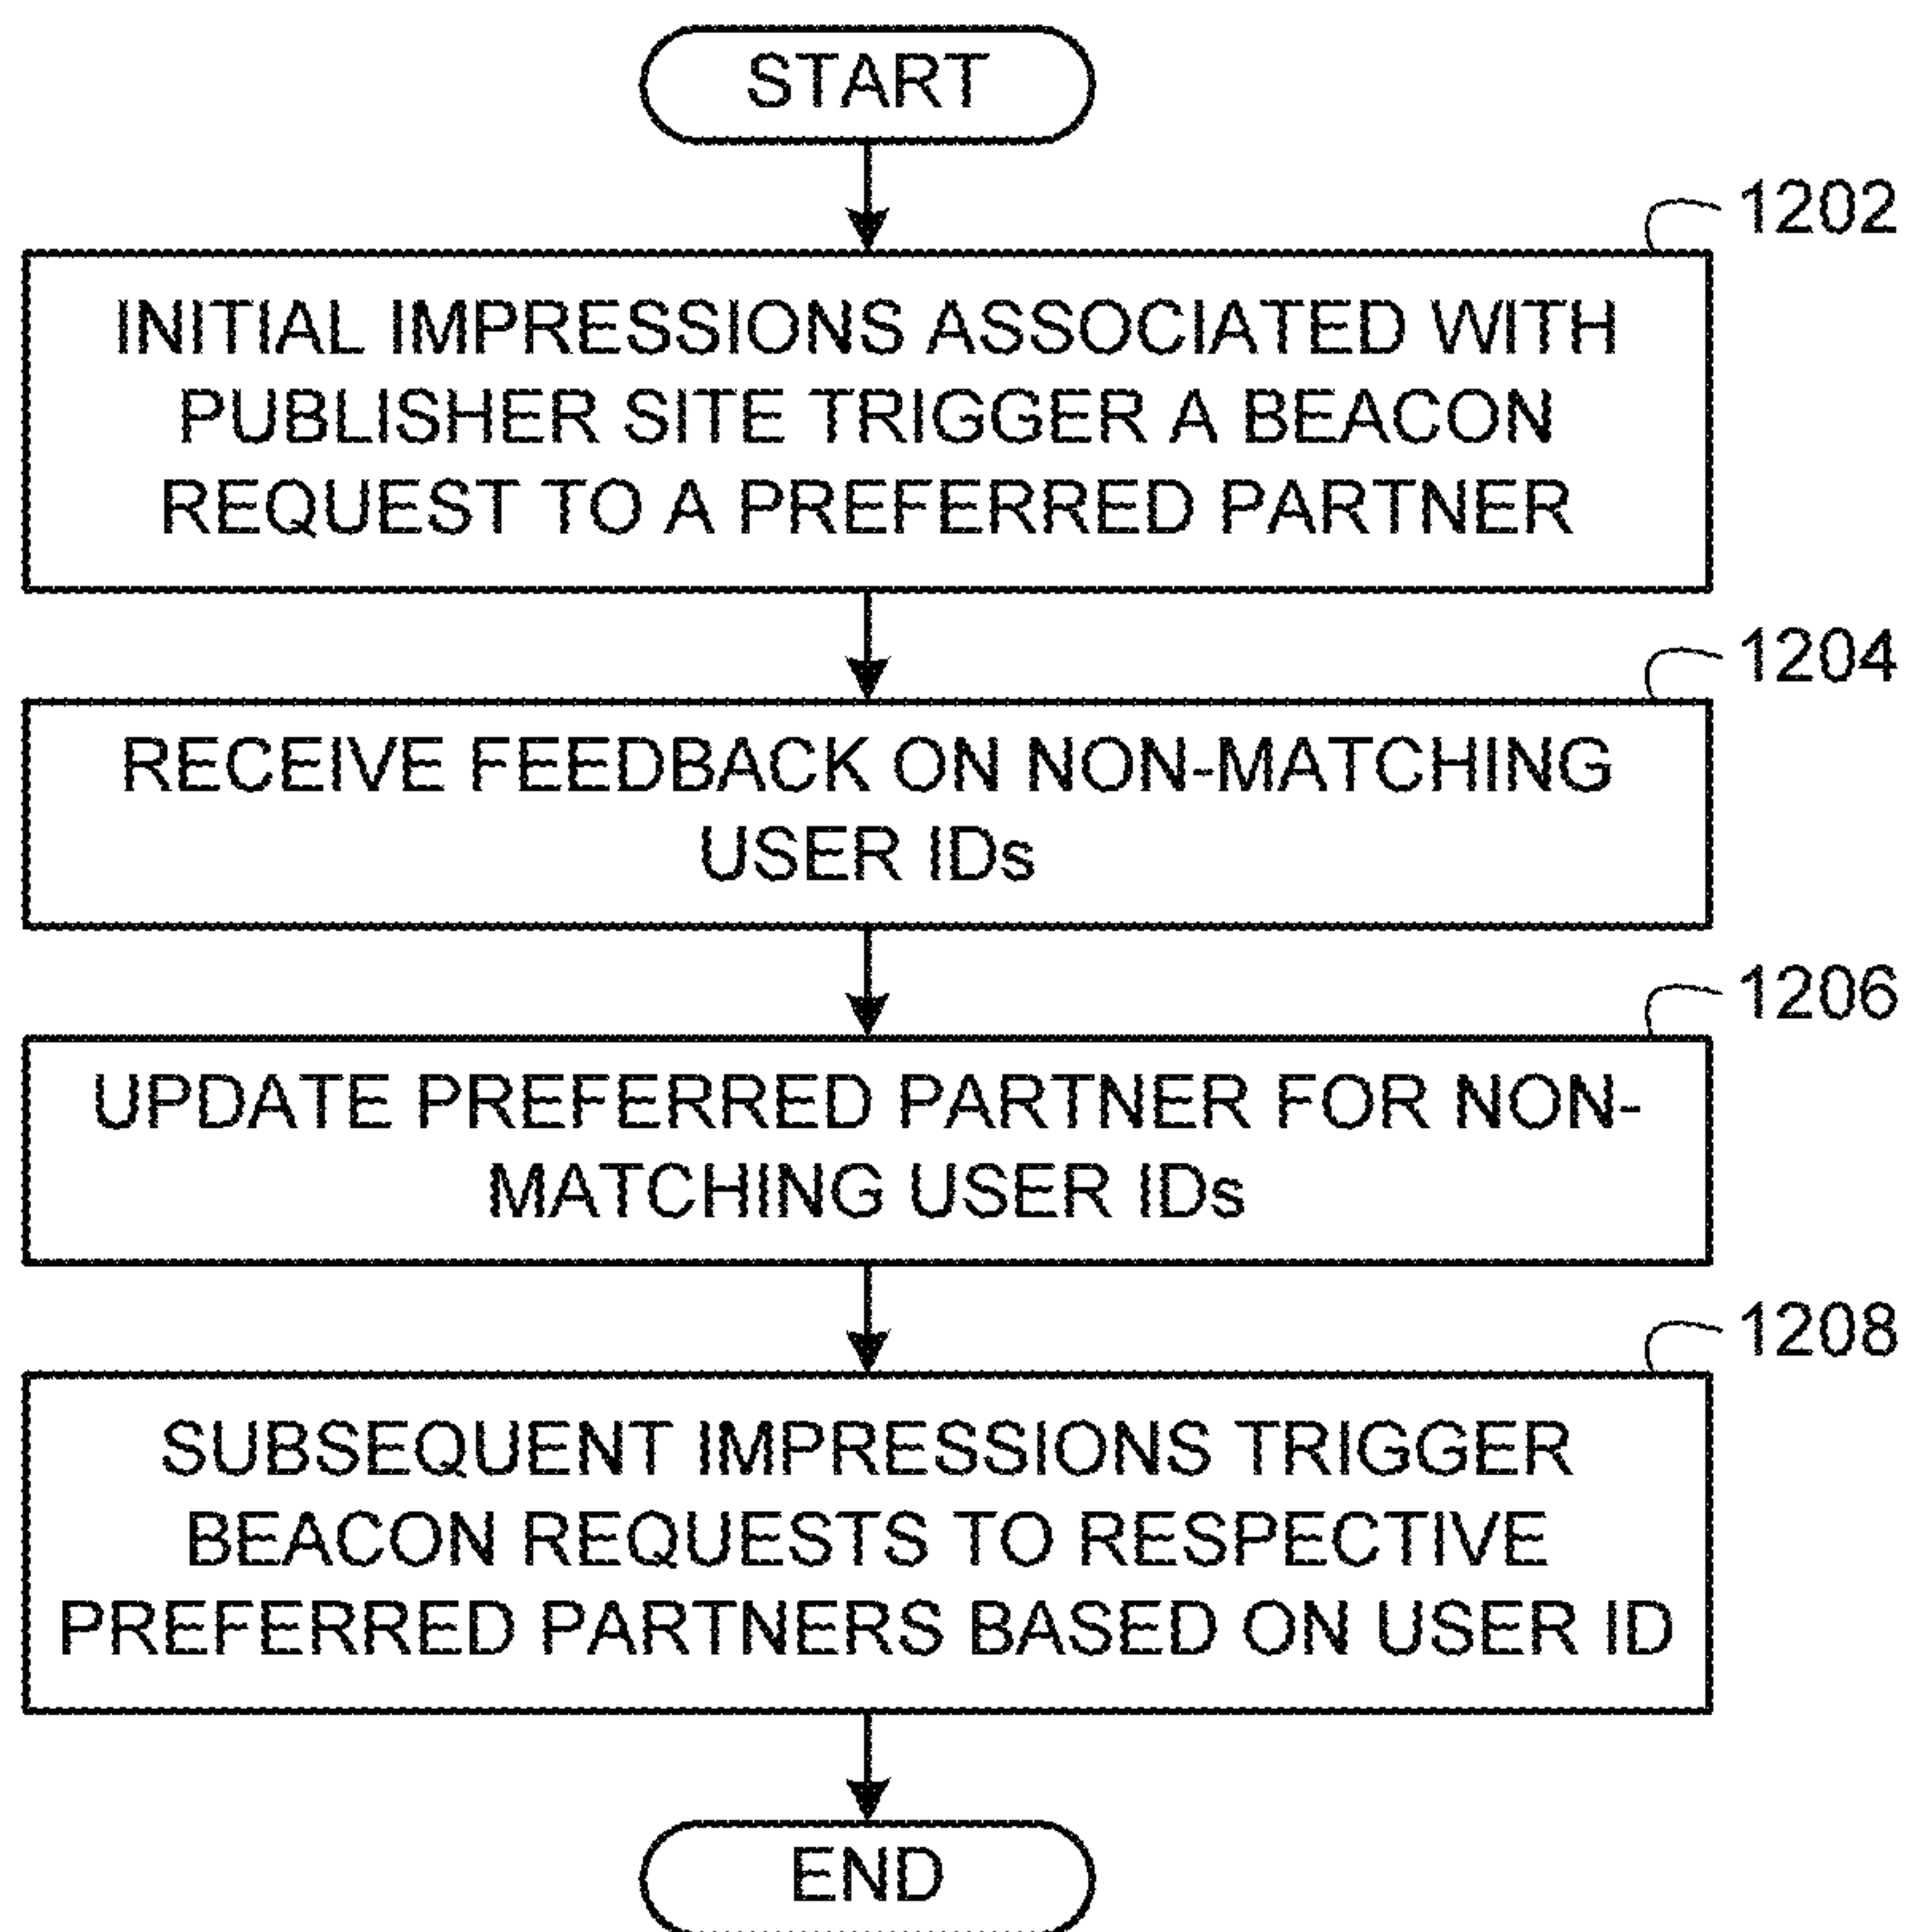 START
1202
INITIAL IMPRESSIONS ASSOCIATED WITH
PUBLISHER SITE TRIGGER A BEACON
REQUEST TO A PREFERRED PARTNER
1204
RECEIVE FEEDBACK ON NON-MATCHING
USER IDs
1206
UPDATE PREFERRED PARTNER FOR NON-
MATCHING USER IDs
1208
SUBSEQUENT IMPRESSIONS TRIGGER
BEACON REQUESTS TO RESPECTIVE
PREFERRED PARTNERS BASED ON USER ID
END